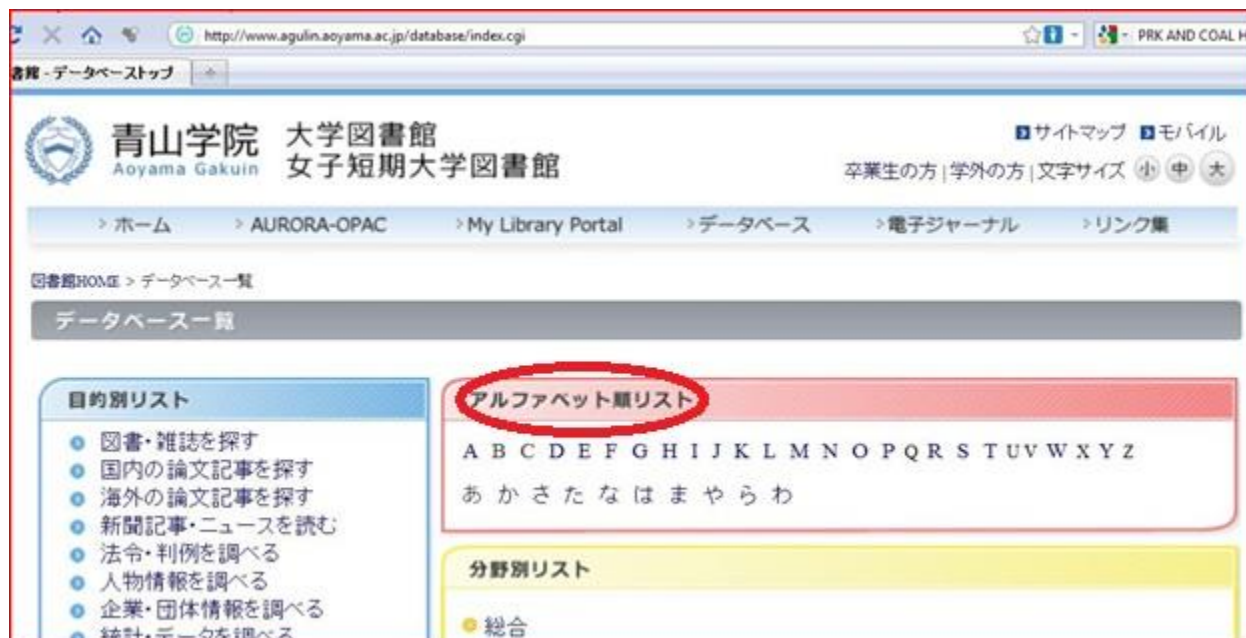 http://www.agulin.aoyama.ac.jp/database/index.cgi
PRK AND COAL H
書館 - データベーストップ
青山学院 大学図書館
Aoyama Gakuin 女子短期大学図書館
サイトマップ モバイル
卒業生の方 | 学外の方 | 文字サイズ 小 中 大
ホーム AURORA-OPAC My Library Portal データベース 電子ジャーナル リンク集
図書館HOME > データベース一覧
データベース一覧
目的別リスト
図書・雑誌を探す
国内の論文記事を探す
海外の論文記事を探す
新聞記事・ニュースを読む
法令・判例を調べる
人物情報を調べる
企業・団体情報を調べる
統計・データを調べる
アルファベット順リスト
A B C D E F G H I J K L M N O P Q R S T U V W X Y Z
あ か さ た な は ま や ら わ
分野別リスト
総合